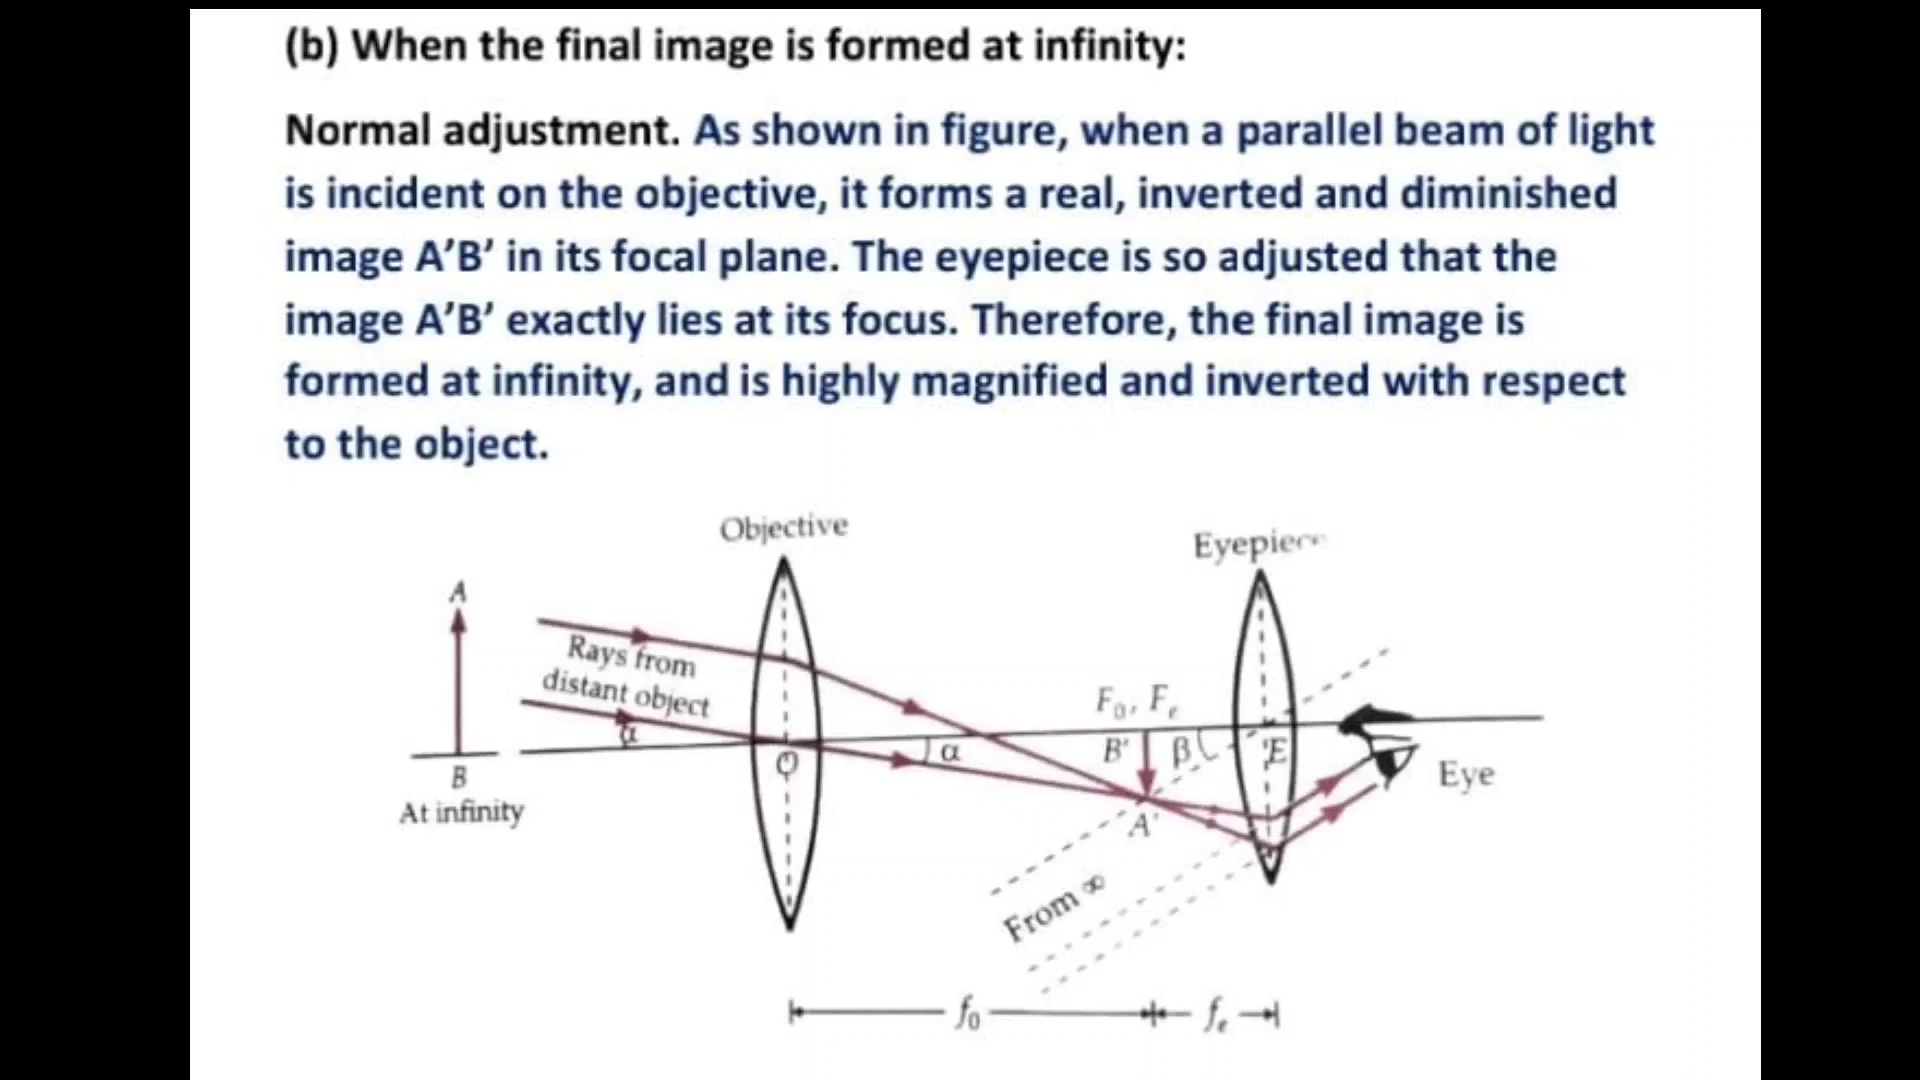 (b) When the final image is formed at infinity:
Normal adjustment. As shown in figure, when a parallel beam of light
is incident on the objective, it forms a real, inverted and diminished
image A’B’ in its focal plane. The eyepiece is so adjusted that the
image A’B’ exactly lies at its focus. Therefore, the final image is
formed at infinity, and is highly magnified and inverted with respect
to the object.
Objective
Eyepiece
A
Rays from
distant object
F₀, Fₑ
α
α
B'
β
O
E
B
Eye
At infinity
A'
From ∞
f₀
fₑ